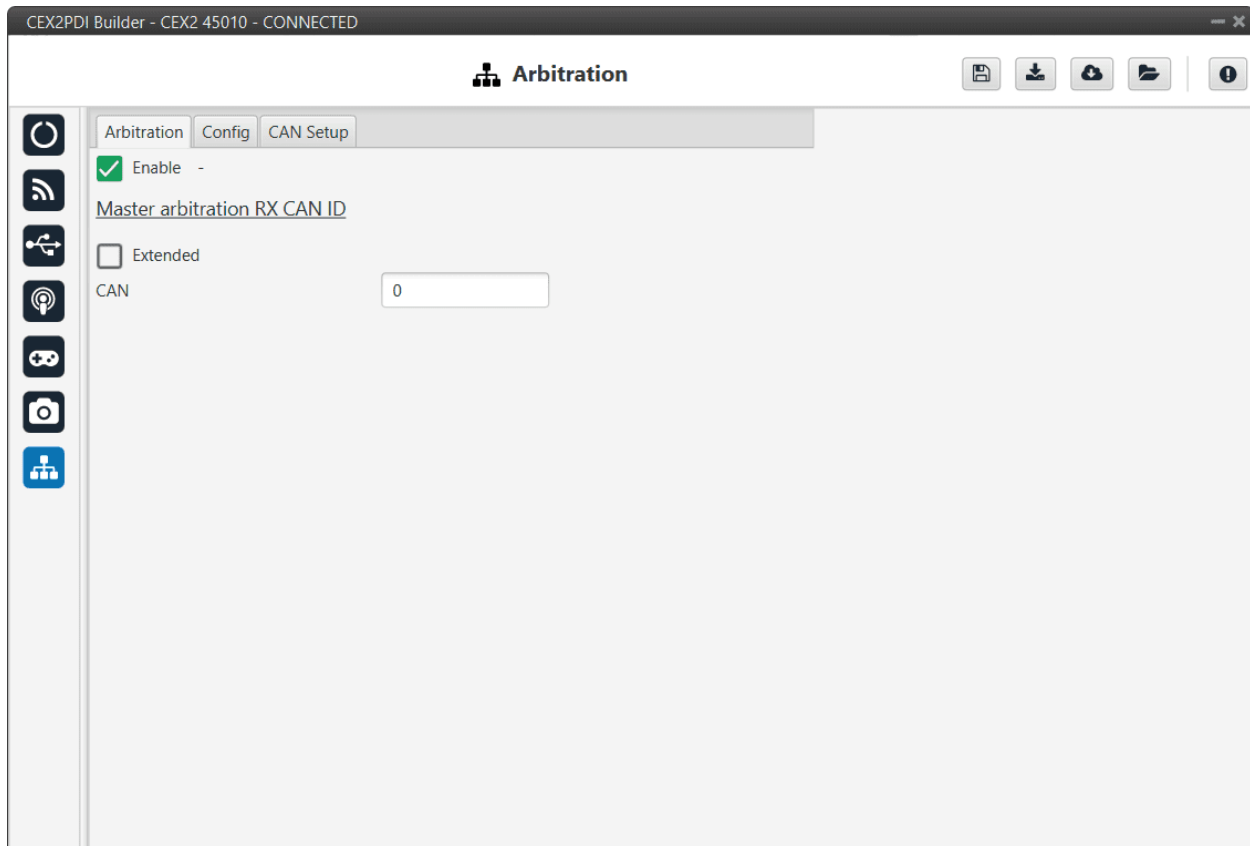 CEX2PDI Builder - CEX2 45010 - CONNECTED
Arbitration
Arbitration Config CAN Setup
Enable -
Master arbitration RX CAN ID
Extended
CAN 0